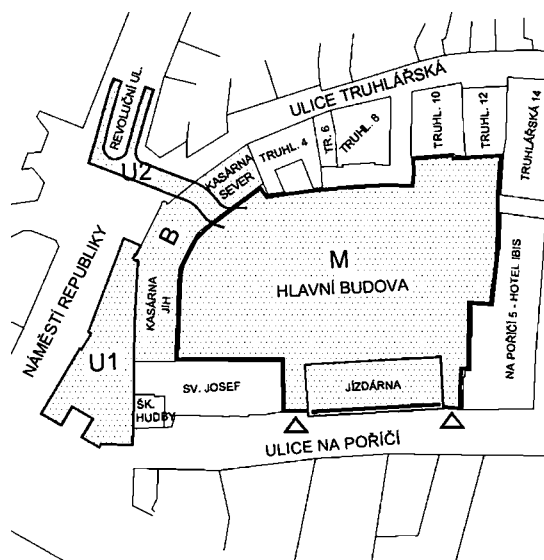 REVOLUČNÍ UL.
ULICE TRUHLÁŘSKÁ
TRUHL. 10
TRUHL. 12
TRUHLÁŘSKÁ 14
TR. 6
TRUHL. 8
TRUHL. 4
KASÁRNA
SEVER
U2
B
M
HLAVNÍ BUDOVA
NÁMĚSTÍ REPUBLIKY
KASÁRNA
JIH
NA POŘÍČÍ 5 - HOTEL IBIS
U1
SV. JOSEF
JÍZDÁRNA
ŠK.
HUDBY
ULICE NA POŘÍČÍ